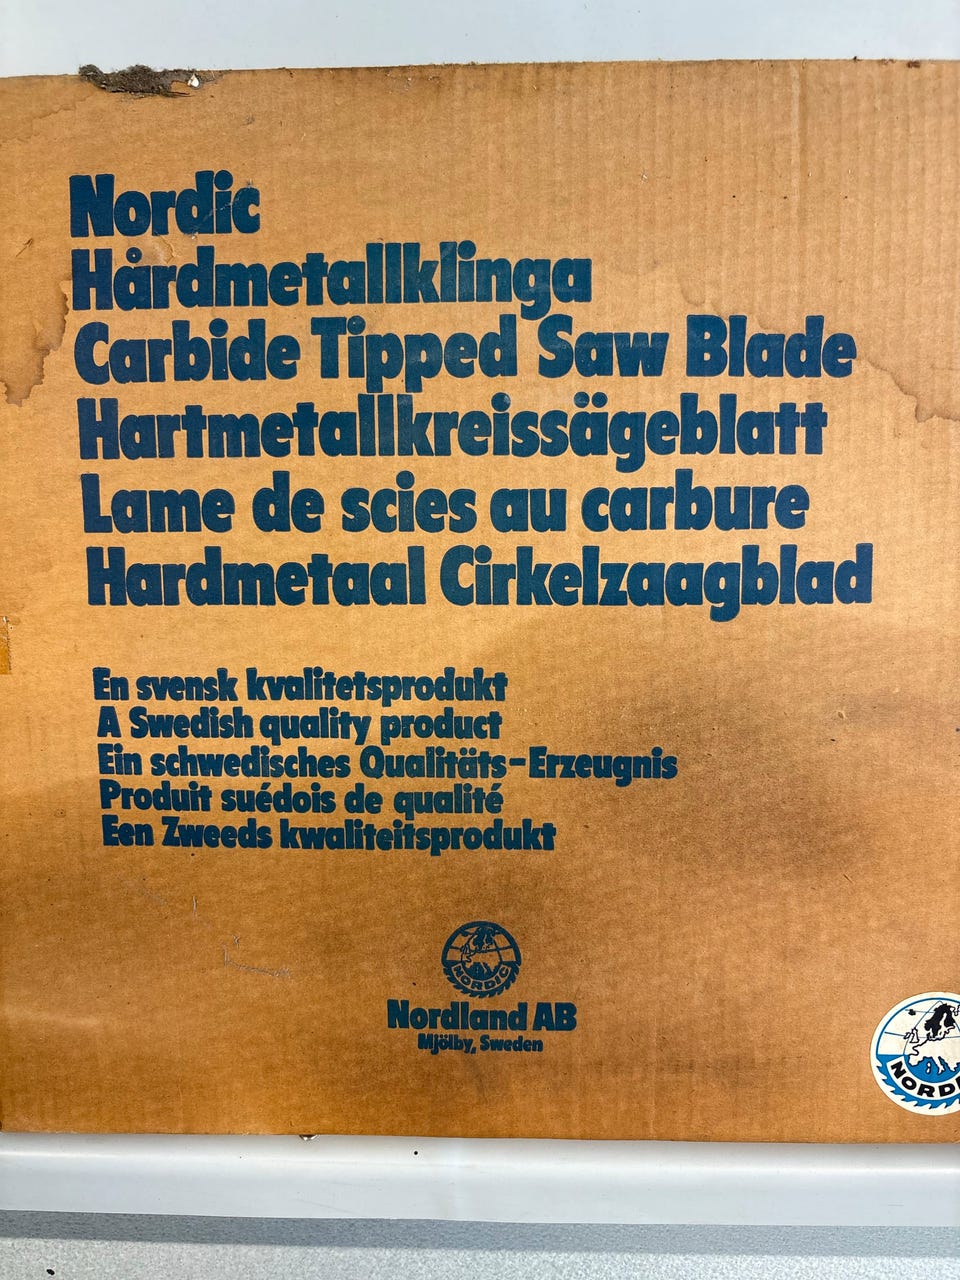 Nordic
Hårdmetallklinga
Carbide Tipped Saw Blade
Hartmetallkreissägeblatt
Lame de scies au carbure
Hardmetaal Cirkelzaagblad
En svensk kvalitetsprodukt
A Swedish quality product
Ein schwedisches Qualitäts-Erzeugnis
Produit suédois de qualité
Een Zweeds kwaliteitsprodukt
NORDIC
Nordland AB
Mjölby, Sweden
NORDI